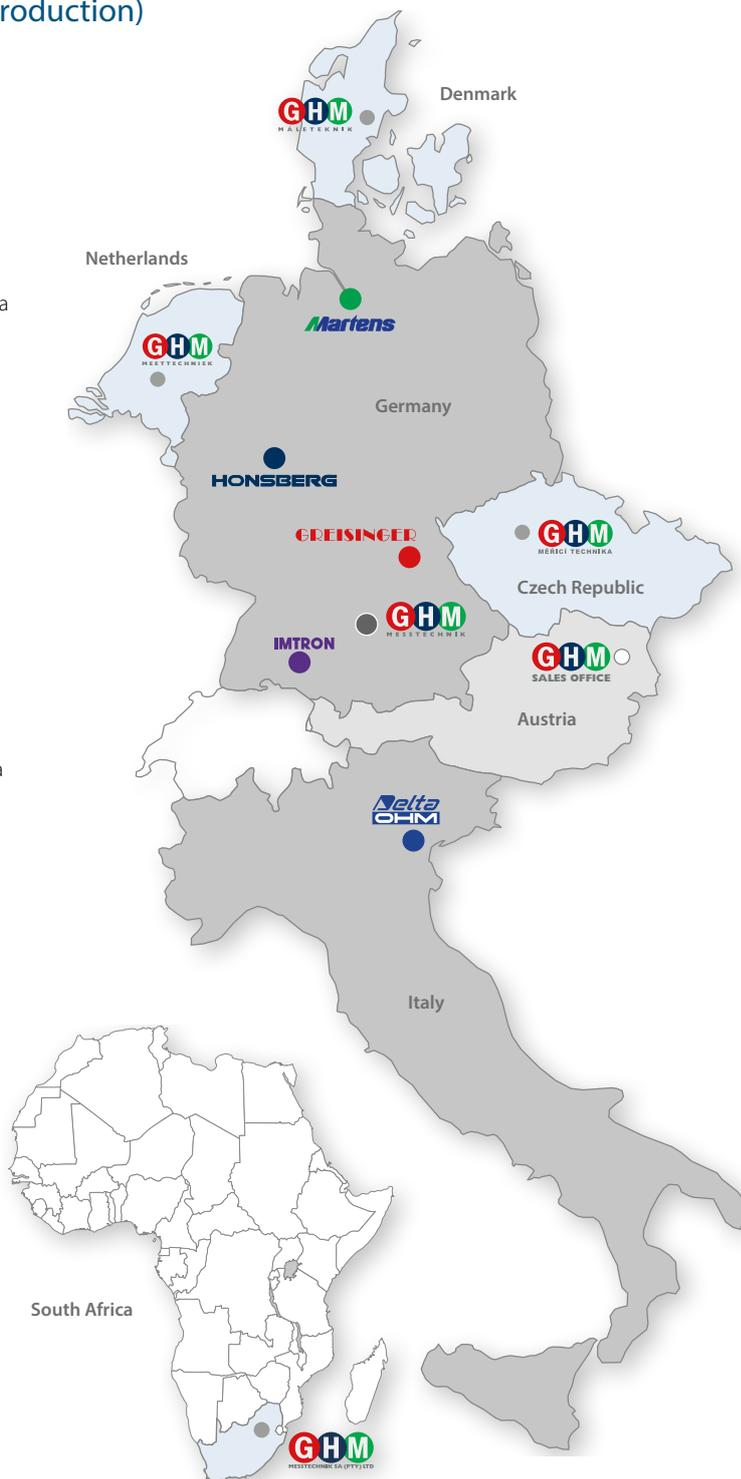 roduction)
Denmark
GHM
MÅLETEKNIK
Netherlands
a
Martens
GHM
MEETTECHNIEK
Germany
HONSBERG
GREISINGER
GHM
MĚŘICÍ TECHNIKA
Czech Republic
GHM
MESSTECHNIK
IMTRON
GHM
SALES OFFICE
Austria
a
Delta
OHM
Italy
South Africa
GHM
MESSTECHNIK SA (PTY) LTD